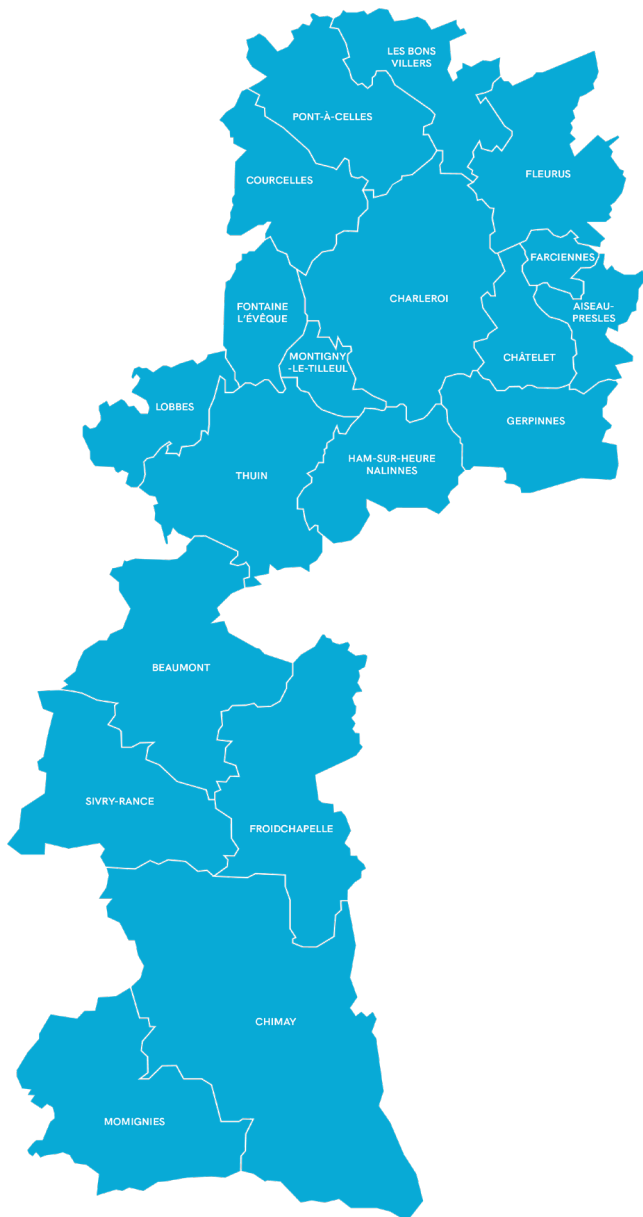 LES BONS
VILLERS
PONT-À-CELLES
FLEURUS
COURCELLES
FARCIENNES
CHARLEROI
FONTAINE
L'ÉVÊQUE
AISEAU-
PRESLES
MONTIGNY
-LE-TILLEUL
CHÂTELET
LOBBES
GERPINNES
HAM-SUR-HEURE
NALINNES
THUIN
BEAUMONT
SIVRY-RANCE
FROIDCHAPELLE
CHIMAY
MOMIGNIES